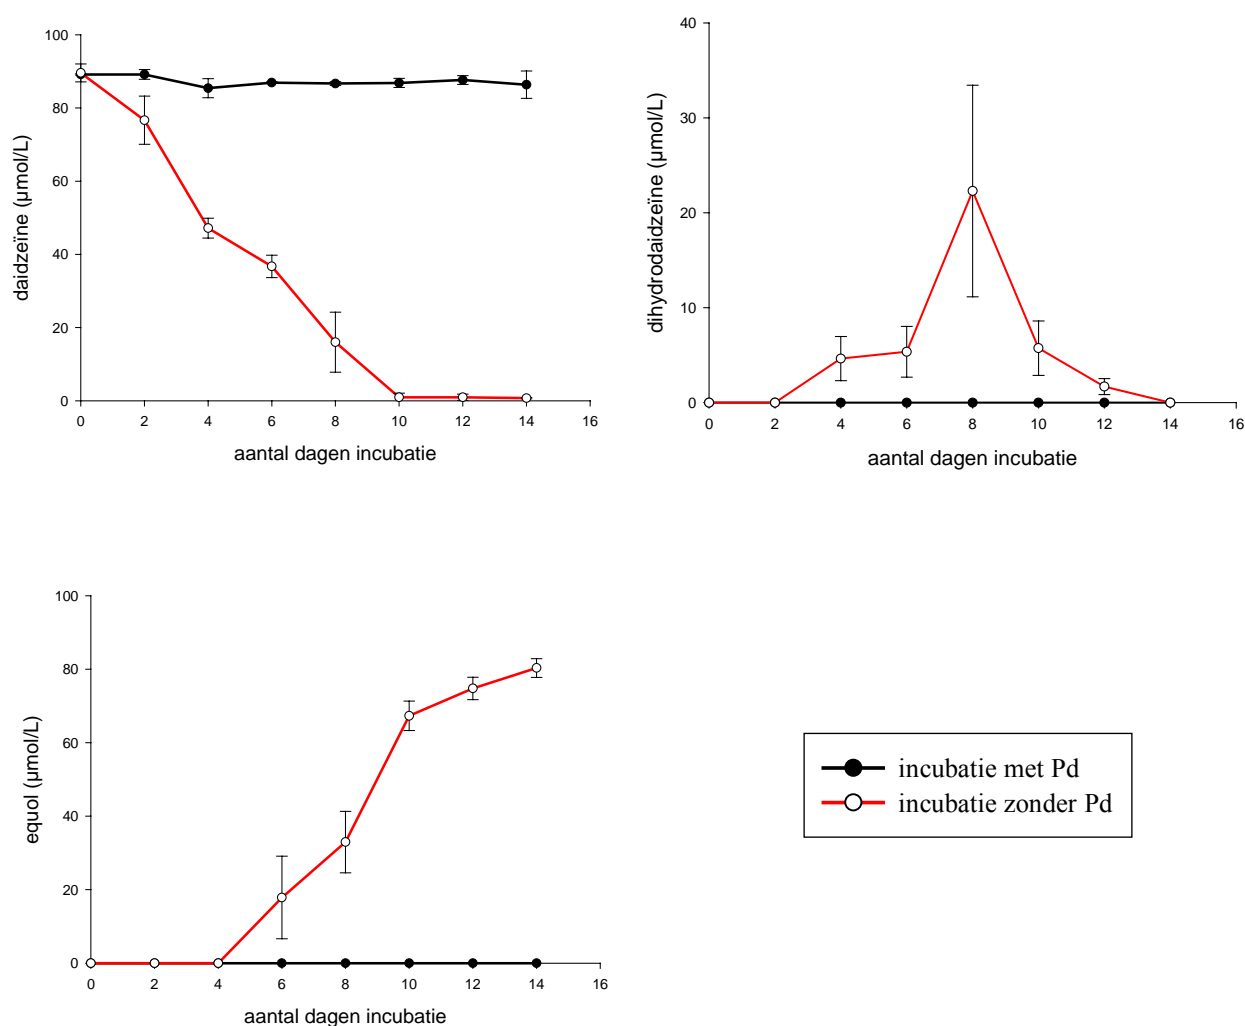 100
80
60
40
20
0
daidzeïne (µmol/L)
0 2 4 6 8 10 12 14 16
aantal dagen incubatie
40
30
20
10
0
dihydrodaidzeïne (µmol/L)
0 2 4 6 8 10 12 14 16
aantal dagen incubatie
100
80
60
40
20
0
equol (µmol/L)
0 2 4 6 8 10 12 14 16
aantal dagen incubatie
incubatie met Pd
incubatie zonder Pd